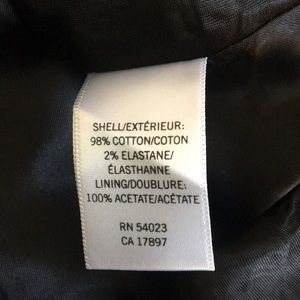 SHELL/EXTÉRIEUR:
98% COTTON/COTON
2% ELASTANE/
ÉLASTHANNE
LINING/DOUBLURE:
100% ACETATE/ACÉTATE
RN 54023
CA 17897